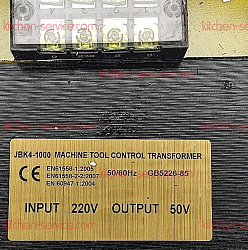 kitchen-service.com
JBK4-1000 MACHINE TOOL CONTROL TRANSFORMER
CE EN61558-1:2005
EN61558-2-2:2007 50/60Hz GB5226-85
EN 60947-1:2004
INPUT 220V OUTPUT 50V